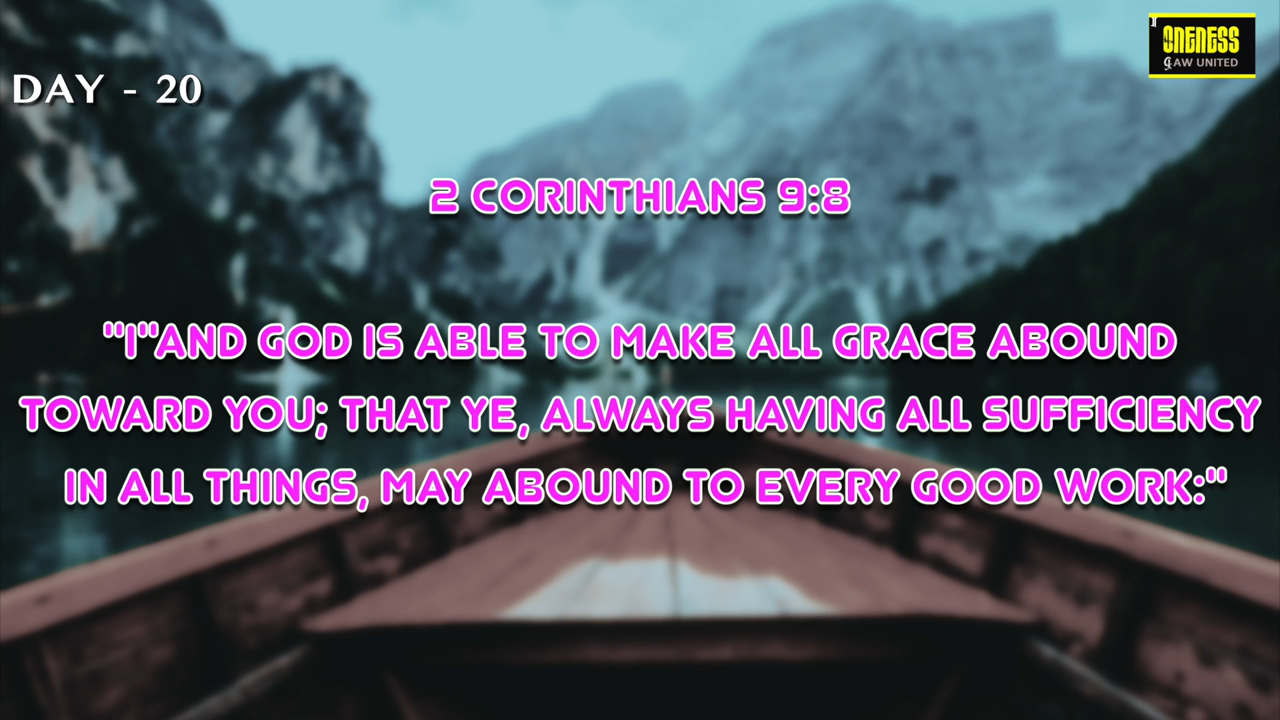 ONENESS
LAW UNITED
DAY - 20
2 CORINTHIANS 9:8
"I"AND GOD IS ABLE TO MAKE ALL GRACE ABOUND
TOWARD YOU; THAT YE, ALWAYS HAVING ALL SUFFICIENCY
IN ALL THINGS, MAY ABOUND TO EVERY GOOD WORK:"